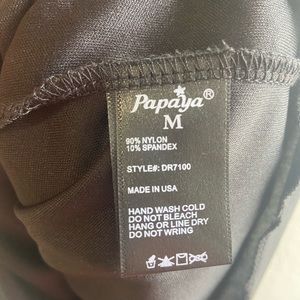 Papaya®
M
90% NYLON
10% SPANDEX
STYLE#: DR7100
MADE IN USA
HAND WASH COLD
DO NOT BLEACH
HANG OR LINE DRY
DO NOT WRING